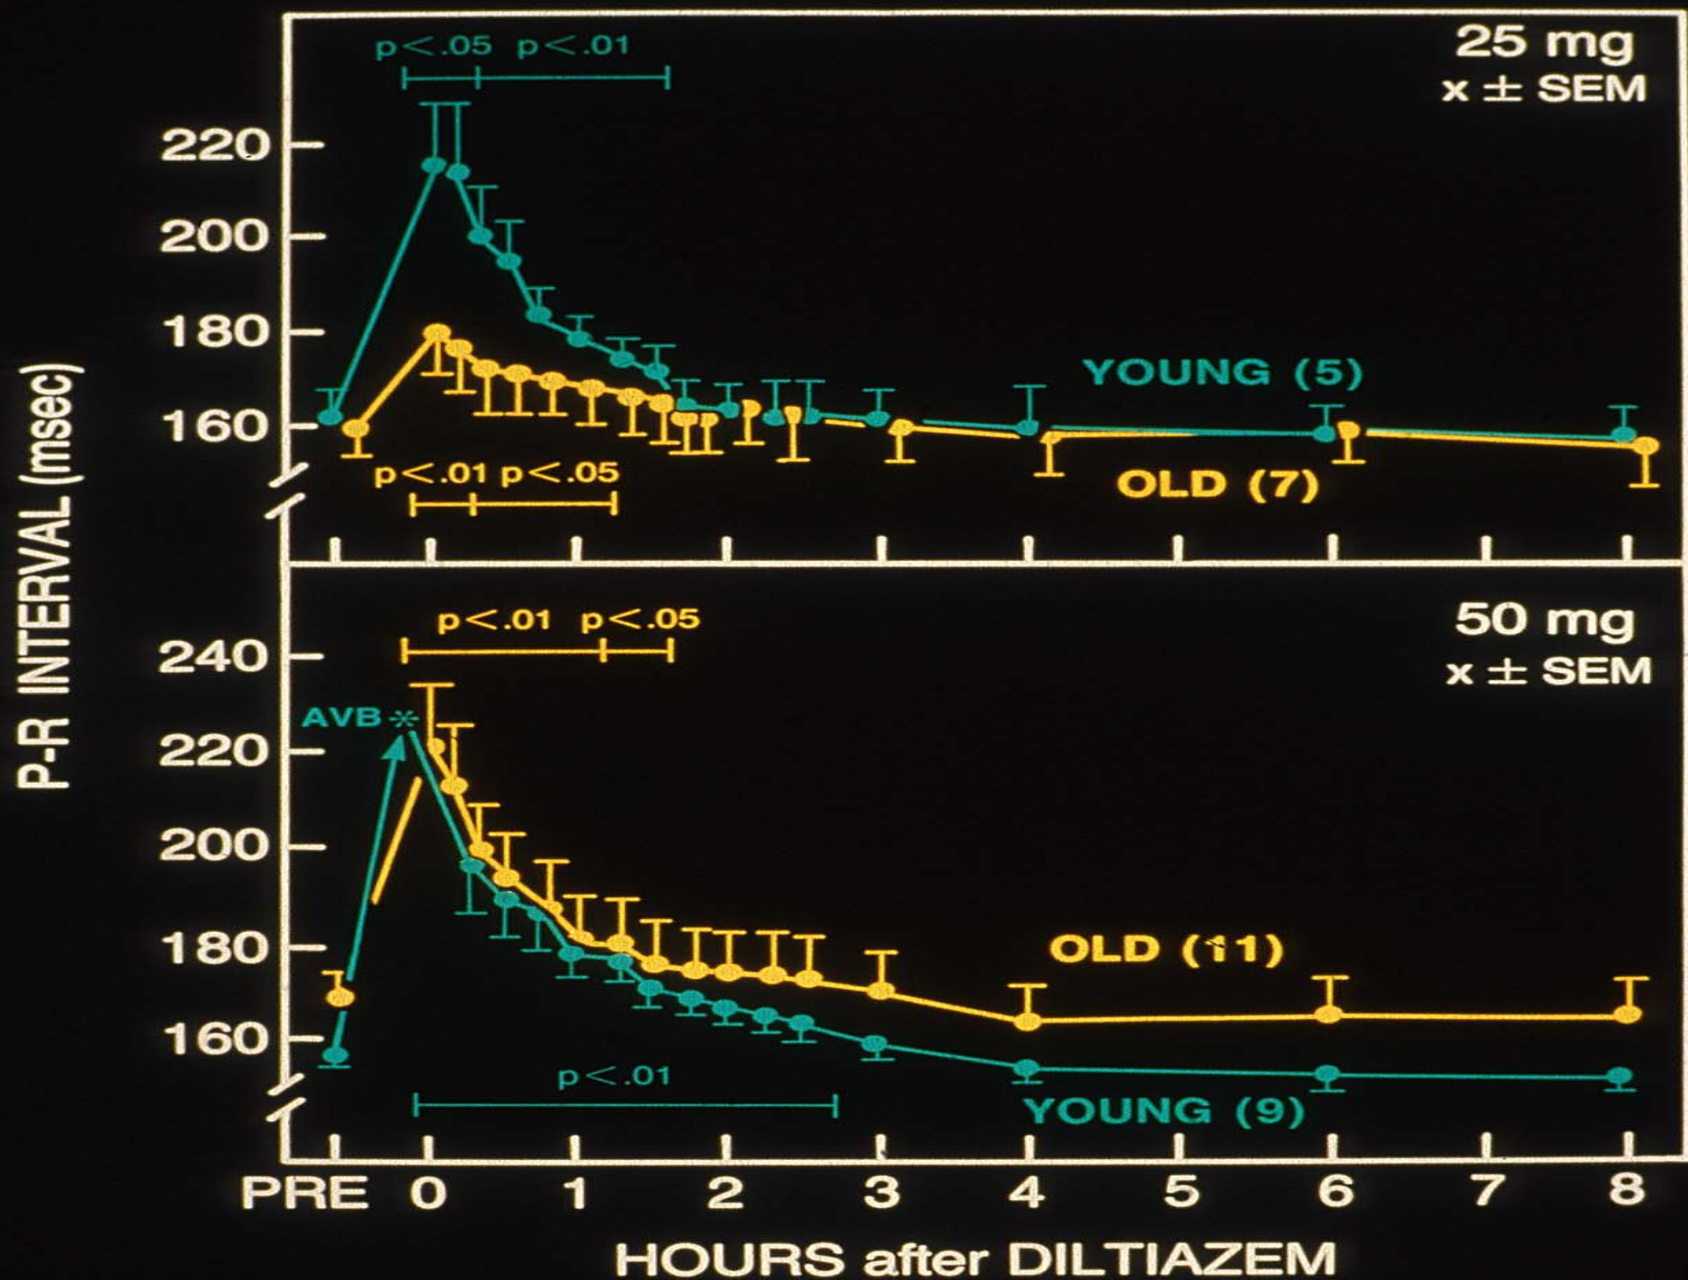 P-R INTERVAL (msec)
25 mg
x ± SEM
p<.05 p<.01
220
200
180
160
YOUNG (5)
OLD (7)
p<.01 p<.05
50 mg
x ± SEM
p<.01 p<.05
240
AVB *
220
200
180
160
OLD (11)
p<.01
YOUNG (9)
PRE 0 1 2 3 4 5 6 7 8
HOURS after DILTIAZEM